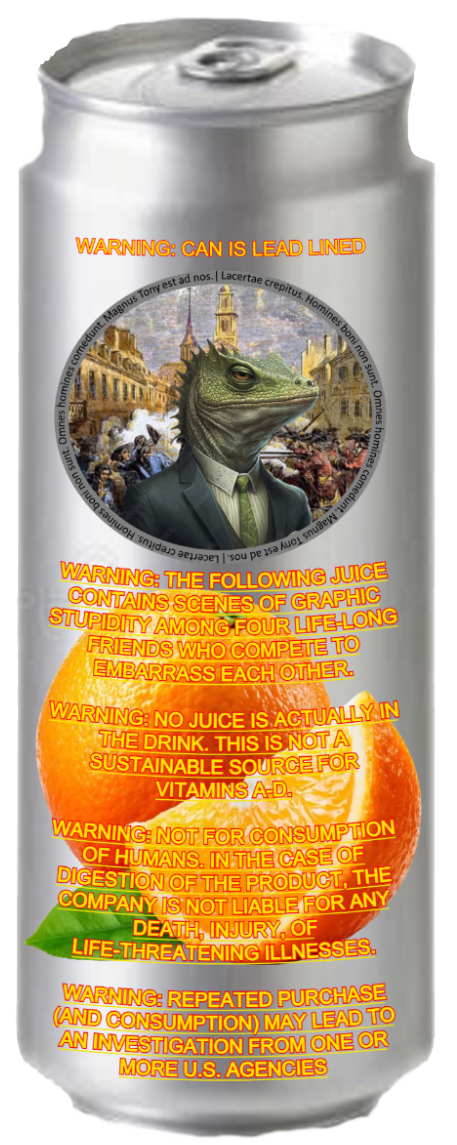 WARNING: CAN IS LEAD LINED
Lacertae crepitus. Homines boni non sunt. Omnes homines comedunt. Magnus Tony est ad nos. | Lacertae crepitus. Homines boni non sunt. Omnes homines comedunt. Magnus Tony est ad nos. |
WARNING: THE FOLLOWING JUICE
CONTAINS SCENES OF GRAPHIC
STUPIDITY AMONG FOUR LIFE-LONG
FRIENDS WHO COMPETE TO
EMBARRASS EACH OTHER.
WARNING: NO JUICE IS ACTUALLY IN
THE DRINK. THIS IS NOT A
SUSTAINABLE SOURCE FOR
VITAMINS A-D.
WARNING: NOT FOR CONSUMPTION
OF HUMANS. IN THE CASE OF
DIGESTION OF THE PRODUCT, THE
COMPANY IS NOT LIABLE FOR ANY
DEATH, INJURY, OF
LIFE-THREATENING ILLNESSES.
WARNING: REPEATED PURCHASE
(AND CONSUMPTION) MAY LEAD TO
AN INVESTIGATION FROM ONE OR
MORE U.S. AGENCIES